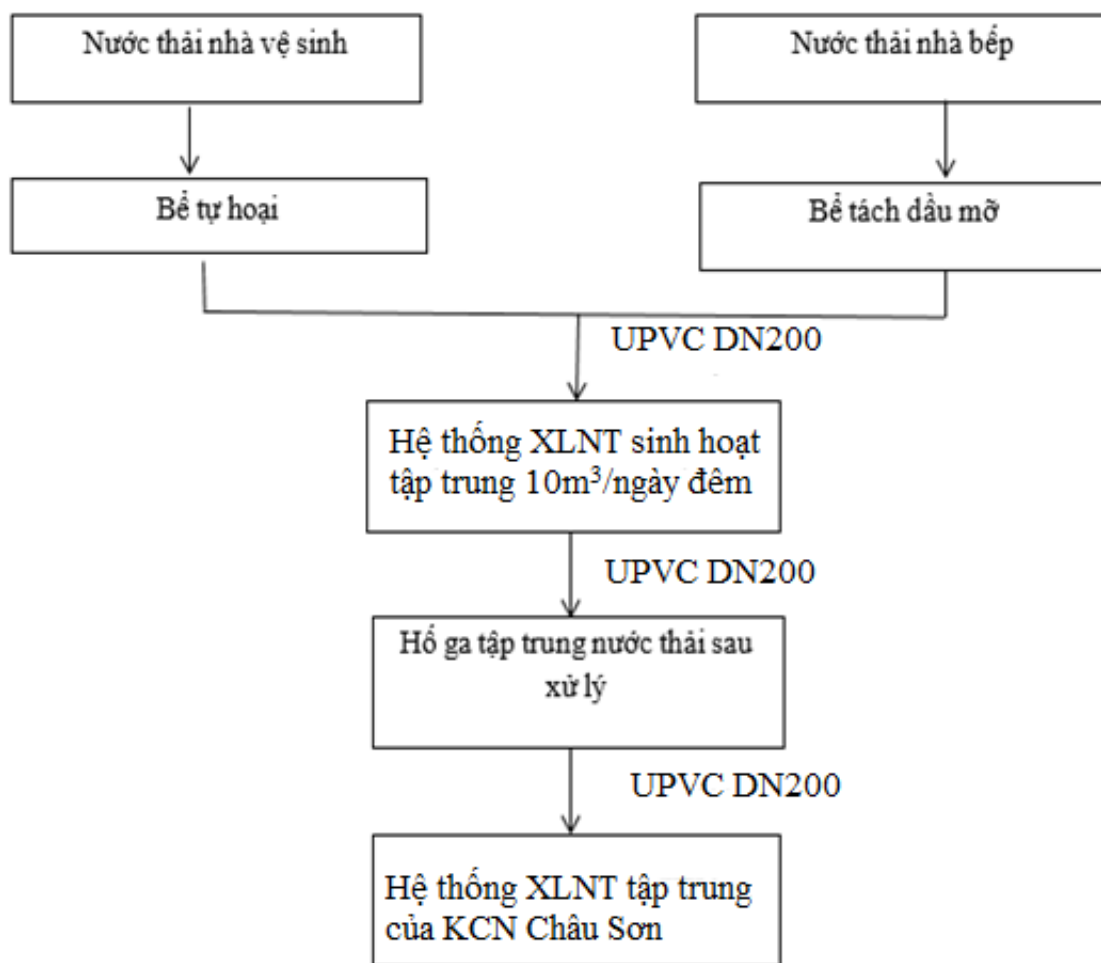 Nước thải nhà vệ sinh
Nước thải nhà bếp
Bể tự hoại
Bể tách dầu mỡ
UPVC DN200
Hệ thống XLNT sinh hoạt
tập trung 10m³/ngày đêm
UPVC DN200
Hố ga tập trung nước thải sau
xử lý
UPVC DN200
Hệ thống XLNT tập trung
của KCN Châu Sơn